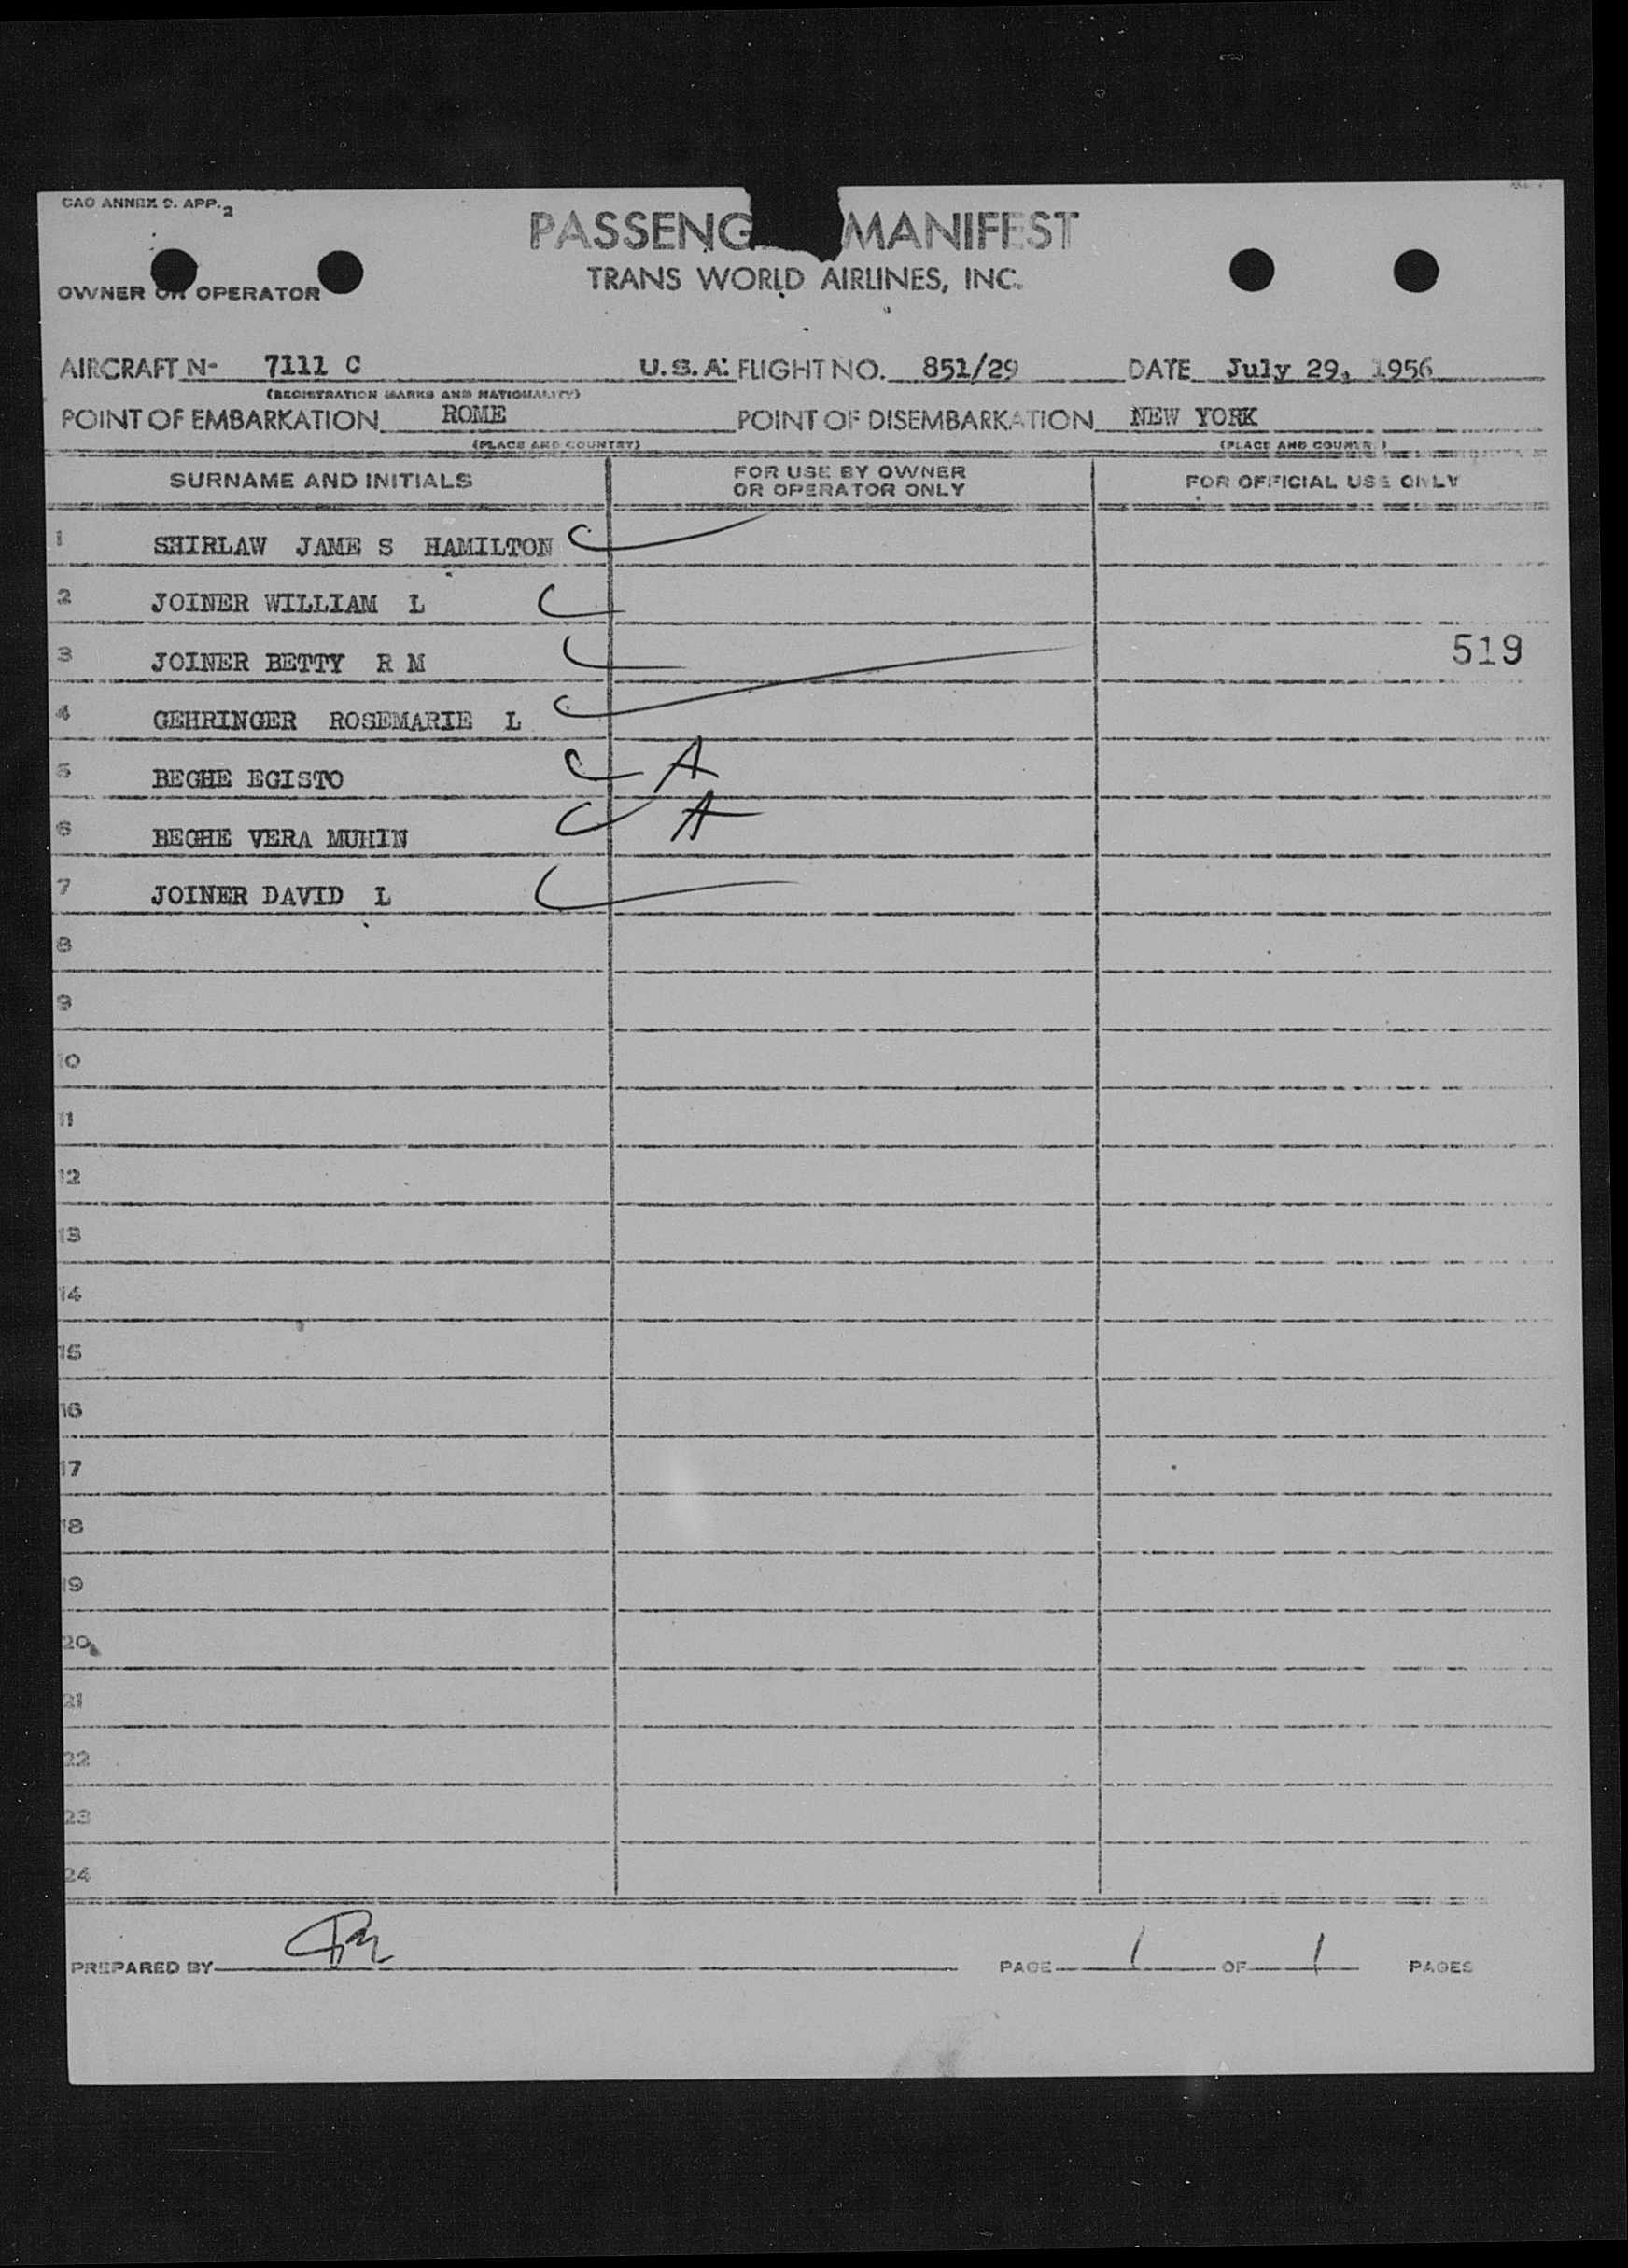 CAO ANNEX 9. APP. 2
PASSENG MANIFEST
OWNER OR OPERATOR TRANS WORLD AIRLINES, INC.
AIRCRAFT N- 7111 C U.S.A. FLIGHT NO. 851/29 DATE July 29, 1956
(REGISTRATION MARKS AND NATIONALITY)
POINT OF EMBARKATION ROME POINT OF DISEMBARKATION NEW YORK
(PLACE AND COUNTRY) (PLACE AND COUNTRY)
SURNAME AND INITIALS FOR USE BY OWNER OR OPERATOR ONLY FOR OFFICIAL USE ONLY
1 SHIRLAW JAME S HAMILTON
2 JOINER WILLIAM L
3 JOINER BETTY R M 519
4 GEHRINGER ROSEMARIE L
5 BEGHE EGISTO A
6 BEGHE VERA MUHIN A
7 JOINER DAVID L
8
9
10
11
12
13
14
15
16
17
18
19
20
21
22
23
24
PREPARED BY PAGE 1 OF 1 PAGES